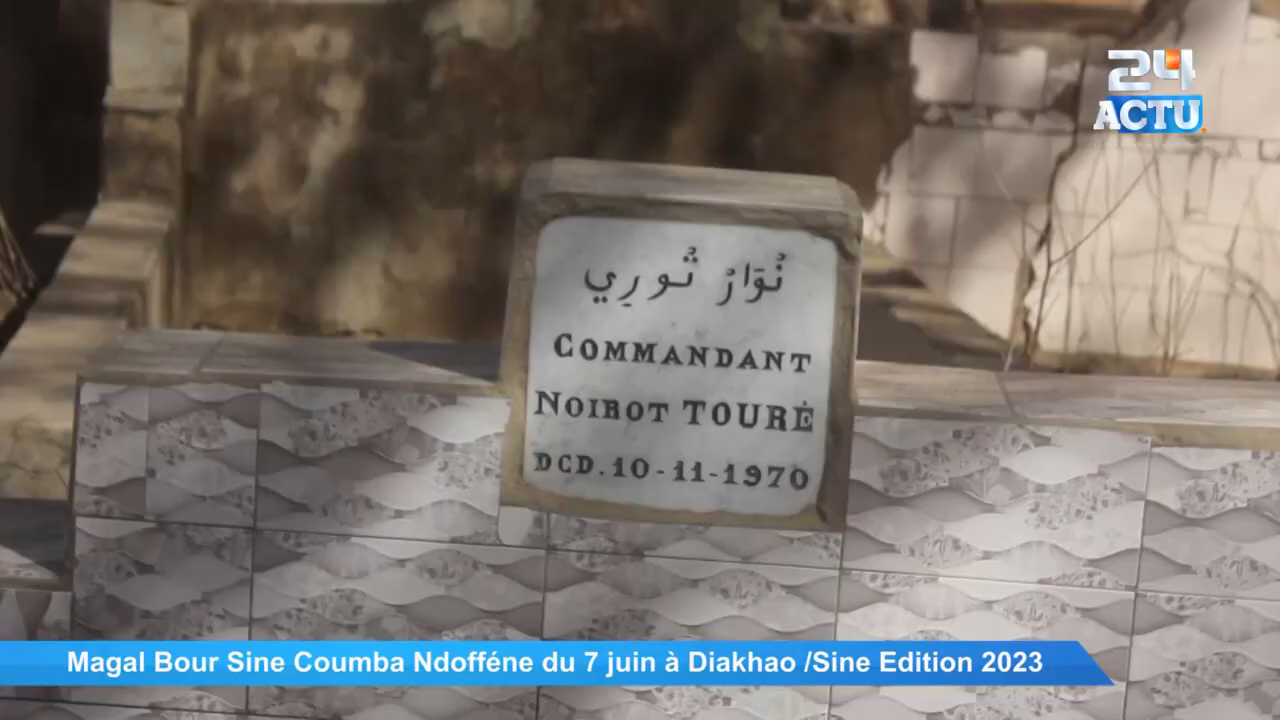 24
ACTU
نُوَارْ ثُورِي
COMMANDANT
NOIROT TOURÉ
DCD. 10-11-1970
Magal Bour Sine Coumba Ndofféne du 7 juin à Diakhao /Sine Edition 2023